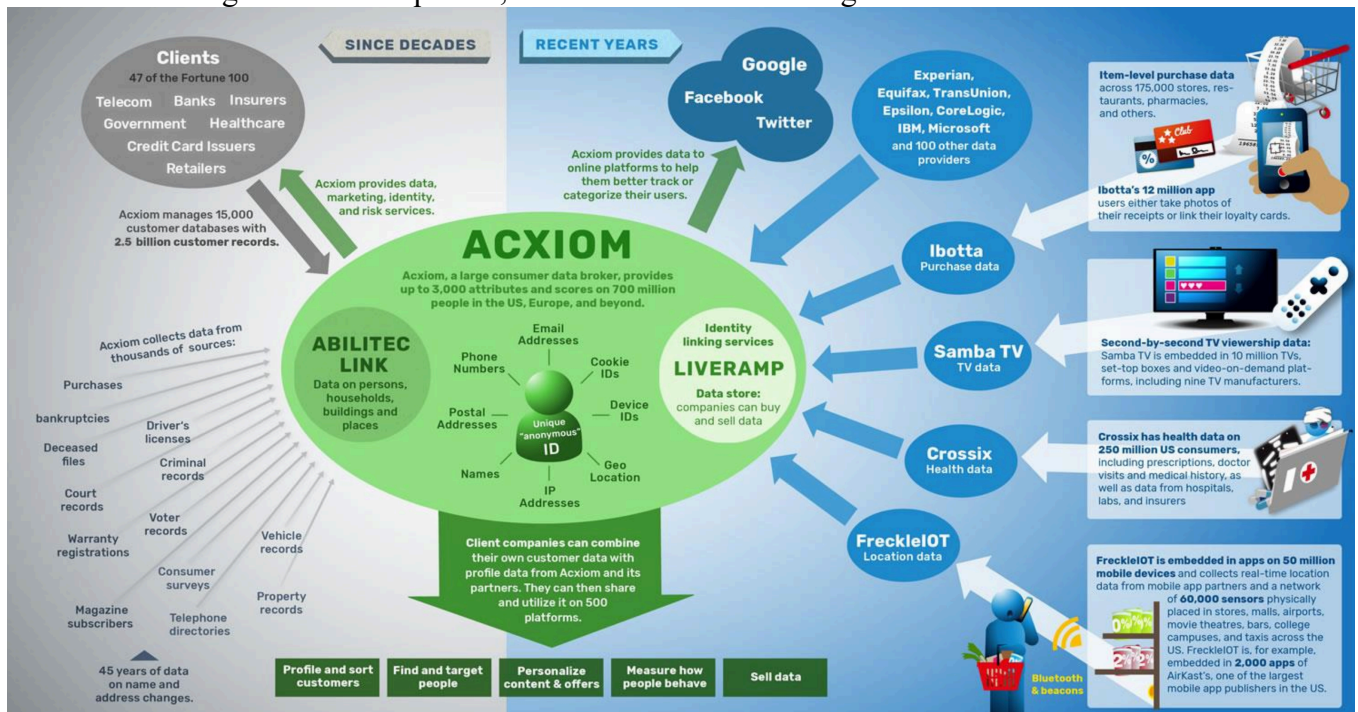 SINCE DECADES
RECENT YEARS
Clients
47 of the Fortune 100
Telecom Banks Insurers
Government Healthcare
Credit Card Issuers
Retailers
Acxiom provides data,
marketing, identity,
and risk services.
Acxiom manages 15,000
customer databases with
2.5 billion customer records.
Google
Facebook
Twitter
Acxiom provides data to
online platforms to help
them better track or
categorize their users.
Experian,
Equifax, TransUnion,
Epsilon, CoreLogic,
IBM, Microsoft
and 100 other data
providers
ACXIOM
Acxiom, a large consumer data broker, provides
up to 3,000 attributes and scores on 700 million
people in the US, Europe, and beyond.
ABILITEC
LINK
Data on persons,
households,
buildings and
places
Email
Addresses
Phone
Numbers
Cookie
IDs
Postal
Addresses
Device
IDs
Unique
"anonymous"
ID
Names
Geo
Location
IP
Addresses
Identity
linking services
LIVERAMP
Data store:
companies can buy
and sell data
Acxiom collects data from
thousands of sources:
Purchases
bankruptcies
Driver's
licenses
Deceased
files
Criminal
records
Court
records
Voter
records
Warranty
registrations
Vehicle
records
Consumer
surveys
Property
records
Magazine
subscribers
Telephone
directories
45 years of data
on name and
address changes.
Client companies can combine
their own customer data with
profile data from Acxiom and its
partners. They can then share
and utilize it on 500
platforms.
Profile and sort
customers
Find and target
people
Personalize
content & offers
Measure how
people behave
Sell data
Ibotta
Purchase data
Samba TV
TV data
Crossix
Health data
FreckleIOT
Location data
Item-level purchase data
across 175,000 stores, res-
taurants, pharmacies,
and others.
Club
%
Ibotta's 12 million app
users either take photos of
their receipts or link their loyalty cards.
Second-by-second TV viewership data:
Samba TV is embedded in 10 million TVs,
set-top boxes and video-on-demand plat-
forms, including nine TV manufacturers.
Crossix has health data on
250 million US consumers,
including prescriptions, doctor
visits and medical history, as
well as data from hospitals,
labs, and insurers
FreckleIOT is embedded in apps on 50 million
mobile devices and collects real-time location
data from mobile app partners and a network
of 60,000 sensors physically
placed in stores, malls, airports,
movie theatres, bars, college
campuses, and taxis across the
US. FreckleIOT is, for example,
embedded in 2,000 apps of
AirKast's, one of the largest
mobile app publishers in the US.
Bluetooth
& beacons